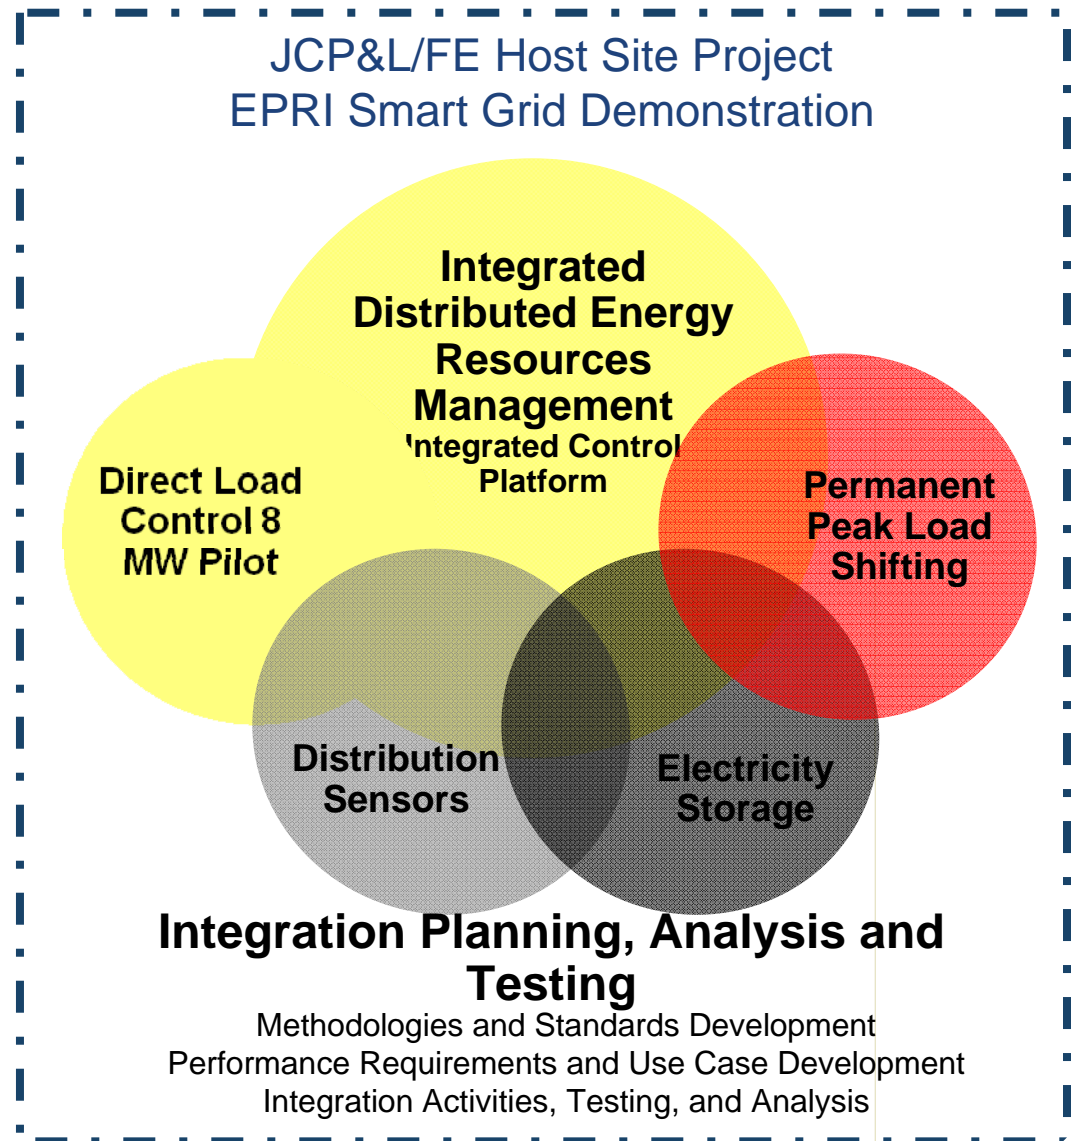 JCP&L/FE Host Site Project
EPRI Smart Grid Demonstration
Integrated
Distributed Energy
Resources
Management
Integrated Control
Platform
Direct Load
Control 8
MW Pilot
Permanent
Peak Load
Shifting
Distribution
Sensors
Electricity
Storage
Integration Planning, Analysis and
Testing
Methodologies and Standards Development
Performance Requirements and Use Case Development
Integration Activities, Testing, and Analysis